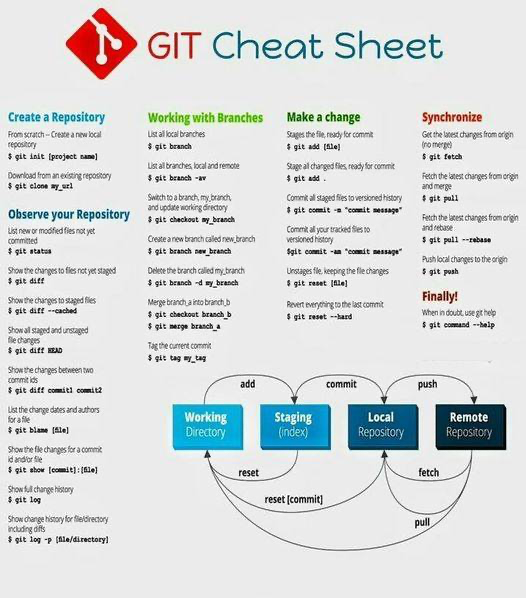 GIT Cheat Sheet
Create a Repository
From scratch -- Create a new local
repository
$ git init [project name]
Download from an existing repository
$ git clone my_url
Observe your Repository
List new or modified files not yet
committed
$ git status
Show the changes to files not yet staged
$ git diff
Show the changes to staged files
$ git diff --cached
Show all staged and unstaged
file changes
$ git diff HEAD
Show the changes between two
commit ids
$ git diff commit1 commit2
List the change dates and authors
for a file
$ git blame [file]
Show the file changes for a commit
id and/or file
$ git show [commit]:[file]
Show full change history
$ git log
Show change history for file/directory
including diffs
$ git log -p [file/directory]
Working with Branches
List all local branches
$ git branch
List all branches, local and remote
$ git branch -av
Switch to a branch, my_branch,
and update working directory
$ git checkout my_branch
Create a new branch called new_branch
$ git branch new_branch
Delete the branch called my_branch
$ git branch -d my_branch
Merge branch_a into branch_b
$ git checkout branch_b
$ git merge branch_a
Tag the current commit
$ git tag my_tag
Make a change
Stages the file, ready for commit
$ git add [file]
Stage all changed files, ready for commit
$ git add .
Commit all staged files to versioned history
$ git commit -m "commit message"
Commit all your tracked files to
versioned history
$git commit -am "commit message"
Unstages file, keeping the file changes
$ git reset [file]
Revert everything to the last commit
$ git reset --hard
Synchronize
Get the latest changes from origin
(no merge)
$ git fetch
Fetch the latest changes from origin
and merge
$ git pull
Fetch the latest changes from origin
and rebase
$ git pull --rebase
Push local changes to the origin
$ git push
Finally!
When in doubt, use git help
$ git command --help
add
commit
push
Working
Directory
Staging
(index)
Local
Repository
Remote
Repository
reset
reset [commit]
fetch
pull